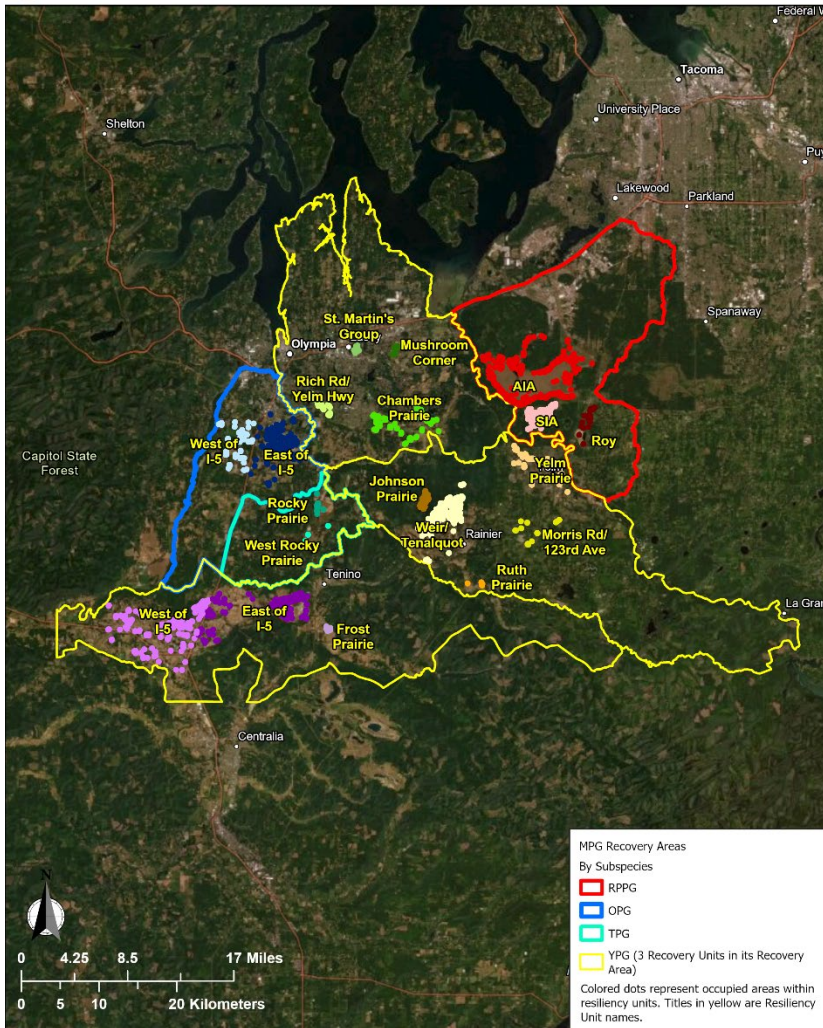 Federal W
Tacoma
Shelton
University Place
Puy
Lakewood
Parkland
Spanaway
St. Martin's
Group
Olympia
Mushroom
Corner
Rich Rd/
Yelm Hwy
Chambers
Prairie
AIA
SIA
Roy
Capitol State
Forest
West of
I-5
East of
I-5
Yelm
Prairie
Johnson
Prairie
Rocky
Prairie
Weir/
Tenalquot
Rainier
Morris Rd/
123rd Ave
West Rocky
Prairie
Ruth
Prairie
Tenino
La Gran
West of
I-5
East of
I-5
Frost
Prairie
Centralia
N
0 4.25 8.5 17 Miles
0 5 10 20 Kilometers
MPG Recovery Areas
By Subspecies
RPPG
OPG
TPG
YPG (3 Recovery Units in its Recovery
Area)
Colored dots represent occupied areas within
resiliency units. Titles in yellow are Resiliency
Unit names.